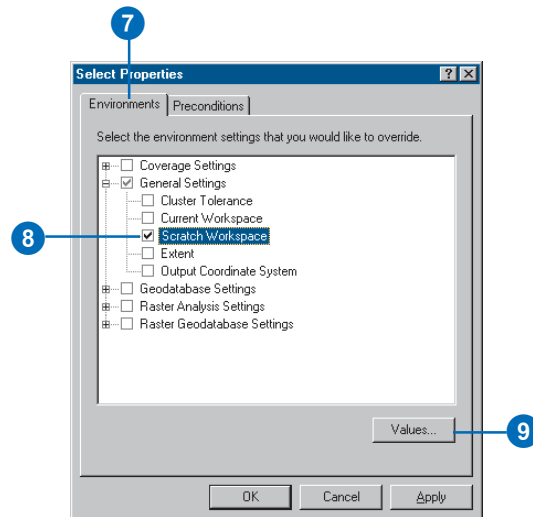 7
Select Properties
Environments Preconditions
Select the environment settings that you would like to override.
Coverage Settings
General Settings
Cluster Tolerance
Current Workspace
8
Scratch Workspace
Extent
Output Coordinate System
Geodatabase Settings
Raster Analysis Settings
Raster Geodatabase Settings
Values...
9
OK Cancel Apply